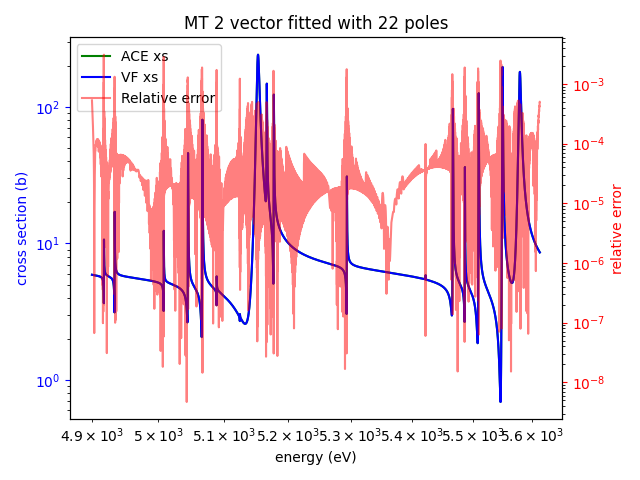 MT 2 vector fitted with 22 poles
ACE xs
VF xs
Relative error
cross section (b)
10²
10¹
10⁰
relative error
10⁻³
10⁻⁴
10⁻⁵
10⁻⁶
10⁻⁷
10⁻⁸
4.9 × 10³ 5 × 10³ 5.1 × 10³ 5.2 × 10³ 5.3 × 10³ 5.4 × 10³ 5.5 × 10³ 5.6 × 10³
energy (eV)